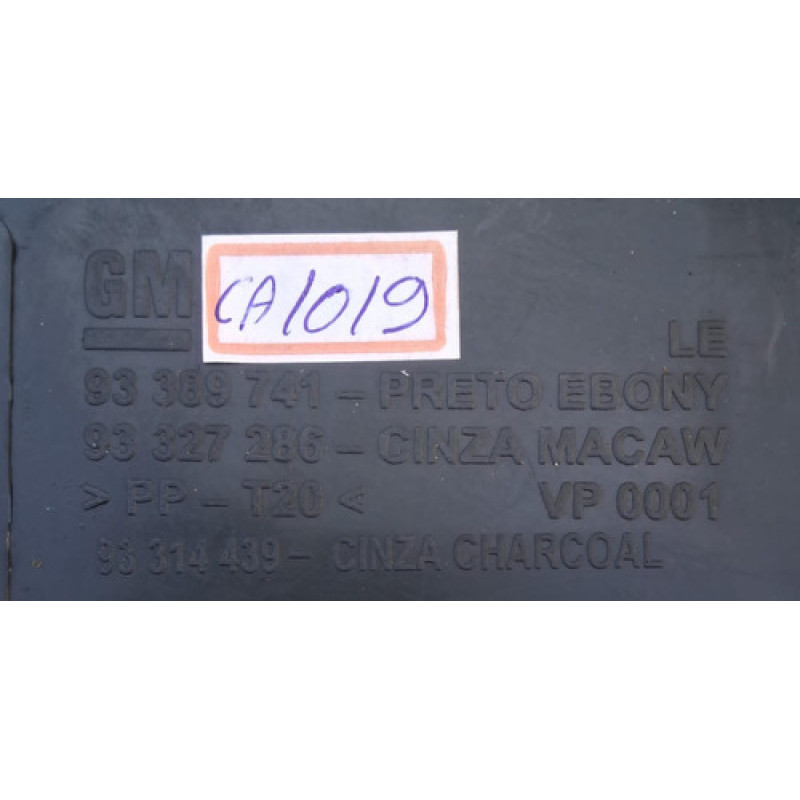 GM
CA1019
LE
93 369 741 - PRETO EBONY
93 327 286 - CINZA MACAW
> PP - T20 < VP 0001
93 314 439 - CINZA CHARCOAL